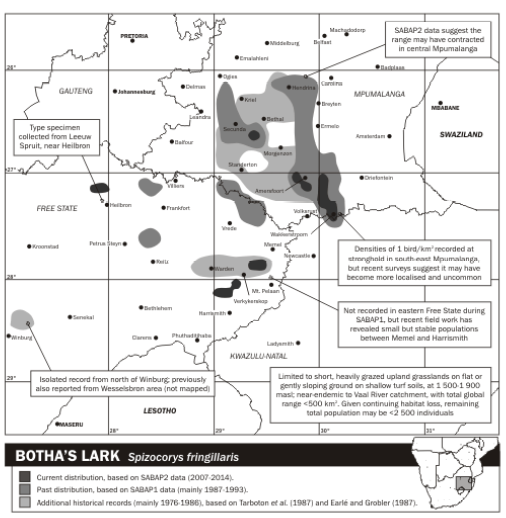 Machadodorp
SABAP2 data suggest the
range may have contracted
in central Mpumalanga
PRETORIA
Middelburg
Belfast
Emalahleni
Badplaas
26°
Ogies
GAUTENG
Johannesburg
Delmas
Hendrina
Carolina
MPUMALANGA
Kriel
Breyten
MBABANE
Leandra
Bethal
Type specimen
collected from Leeuw
Spruit, near Heilbron
Secunda
Ermelo
SWAZILAND
Balfour
Amsterdam
Morgenzon
Standerton
27°
Villiers
Amersfoort
Dirkiesdorp
FREE STATE
Heilbron
Frankfort
Volksrust
Vrede
Wakkerstroom
Kroonstad
Petrus Steyn
Memel
Densities of 1 bird/km² recorded at
stronghold in south-east Mpumalanga,
but recent surveys suggest it may have
become more localised and uncommon
Reitz
Newcastle
Warden
28°
Mt. Pelaan
Verkykerskop
Not recorded in eastern Free State during
SABAP1, but recent field work has
revealed small but stable populations
between Memel and Harrismith
Bethlehem
Harrismith
Senekal
Winburg
Clarens
Phuthaditjhaba
Ladysmith
KWAZULU-NATAL
Isolated record from north of Winburg; previously
also reported from Wesselsbron area (not mapped)
29°
Limited to short, heavily grazed upland grasslands on flat or
gently sloping ground on shallow turf soils, at 1 500-1 900
masl; near-endemic to Vaal River catchment, with total global
range <500 km². Given continuing habitat loss, remaining
total population may be <2 500 individuals
LESOTHO
MASERU
28°
29°
30°
31°
BOTHA'S LARK Spizocorys fringillaris
Current distribution, based on SABAP2 data (2007-2014).
Past distribution, based on SABAP1 data (mainly 1987-1993).
Additional historical records (mainly 1976-1986), based on Tarboton et al. (1987) and Earlé and Grobler (1987).